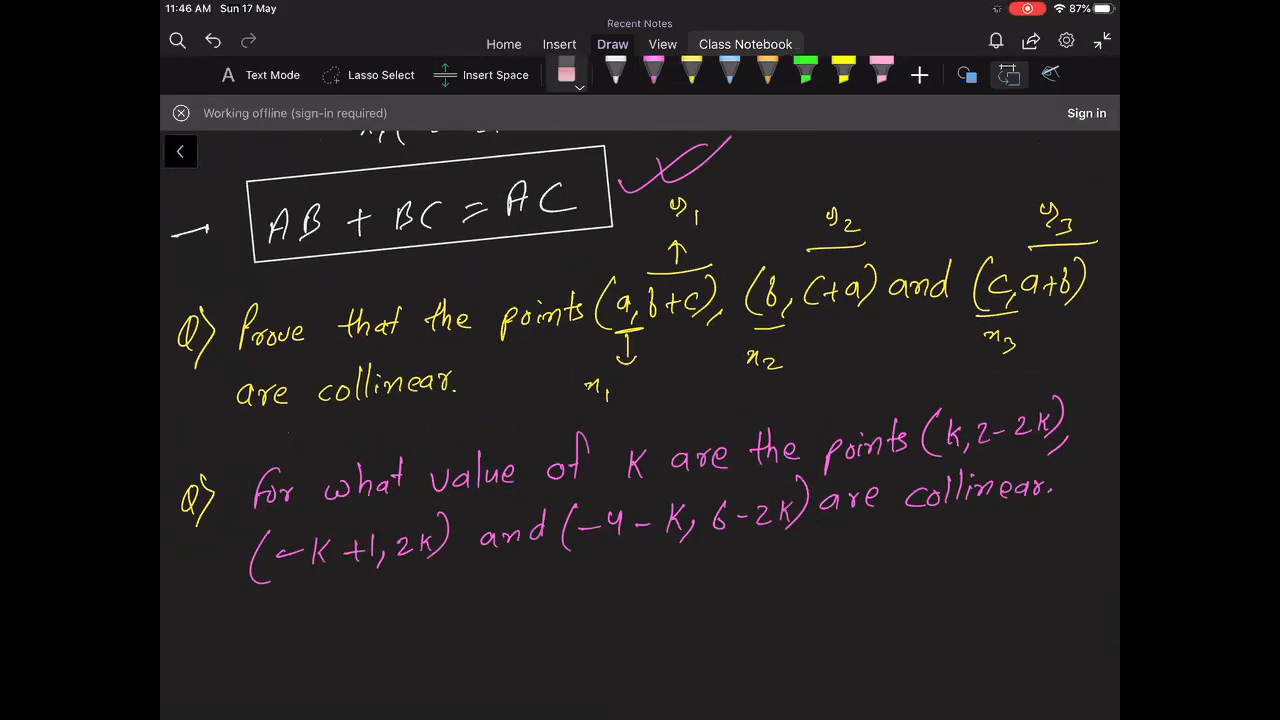 11:46 AM Sun 17 May
87%
Recent Notes
Home Insert Draw View Class Notebook
Text Mode Lasso Select Insert Space
Working offline (sign-in required) Sign in
AB + BC = AC
y1 y2 y3
Q) Prove that the points (a, b+c), (b, c+a) and (c, a+b)
x1 x2 x3
are collinear.
Q) For what value of K are the points (K, 2-2K),
(-K+1, 2K) and (-4-K, 6-2K) are collinear.